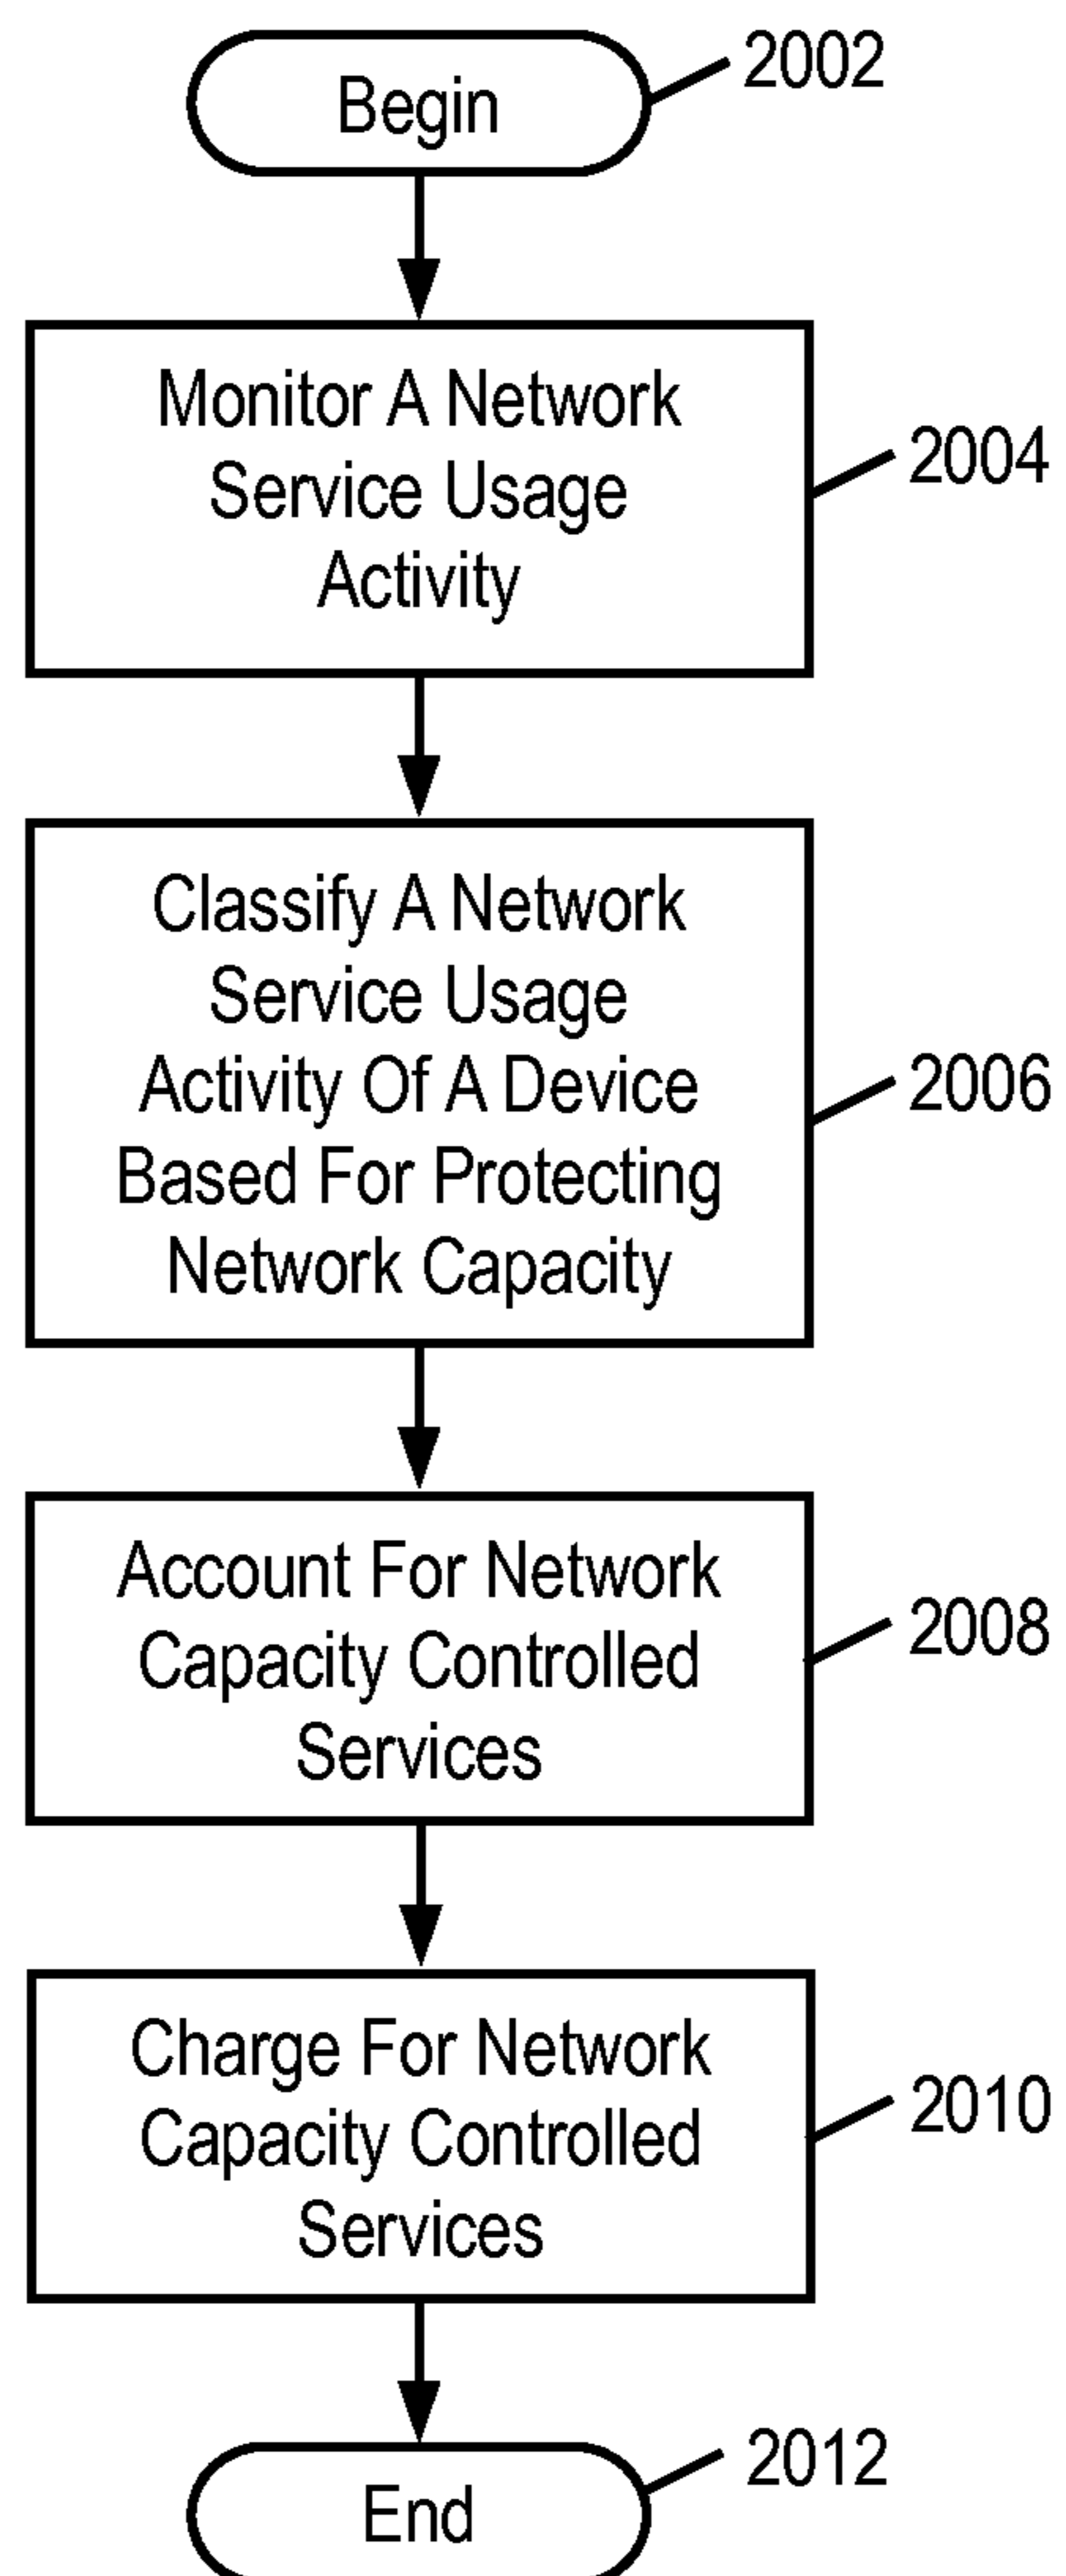 Begin
2002
Monitor A Network
Service Usage
Activity
2004
Classify A Network
Service Usage
Activity Of A Device
Based For Protecting
Network Capacity
2006
Account For Network
Capacity Controlled
Services
2008
Charge For Network
Capacity Controlled
Services
2010
End
2012